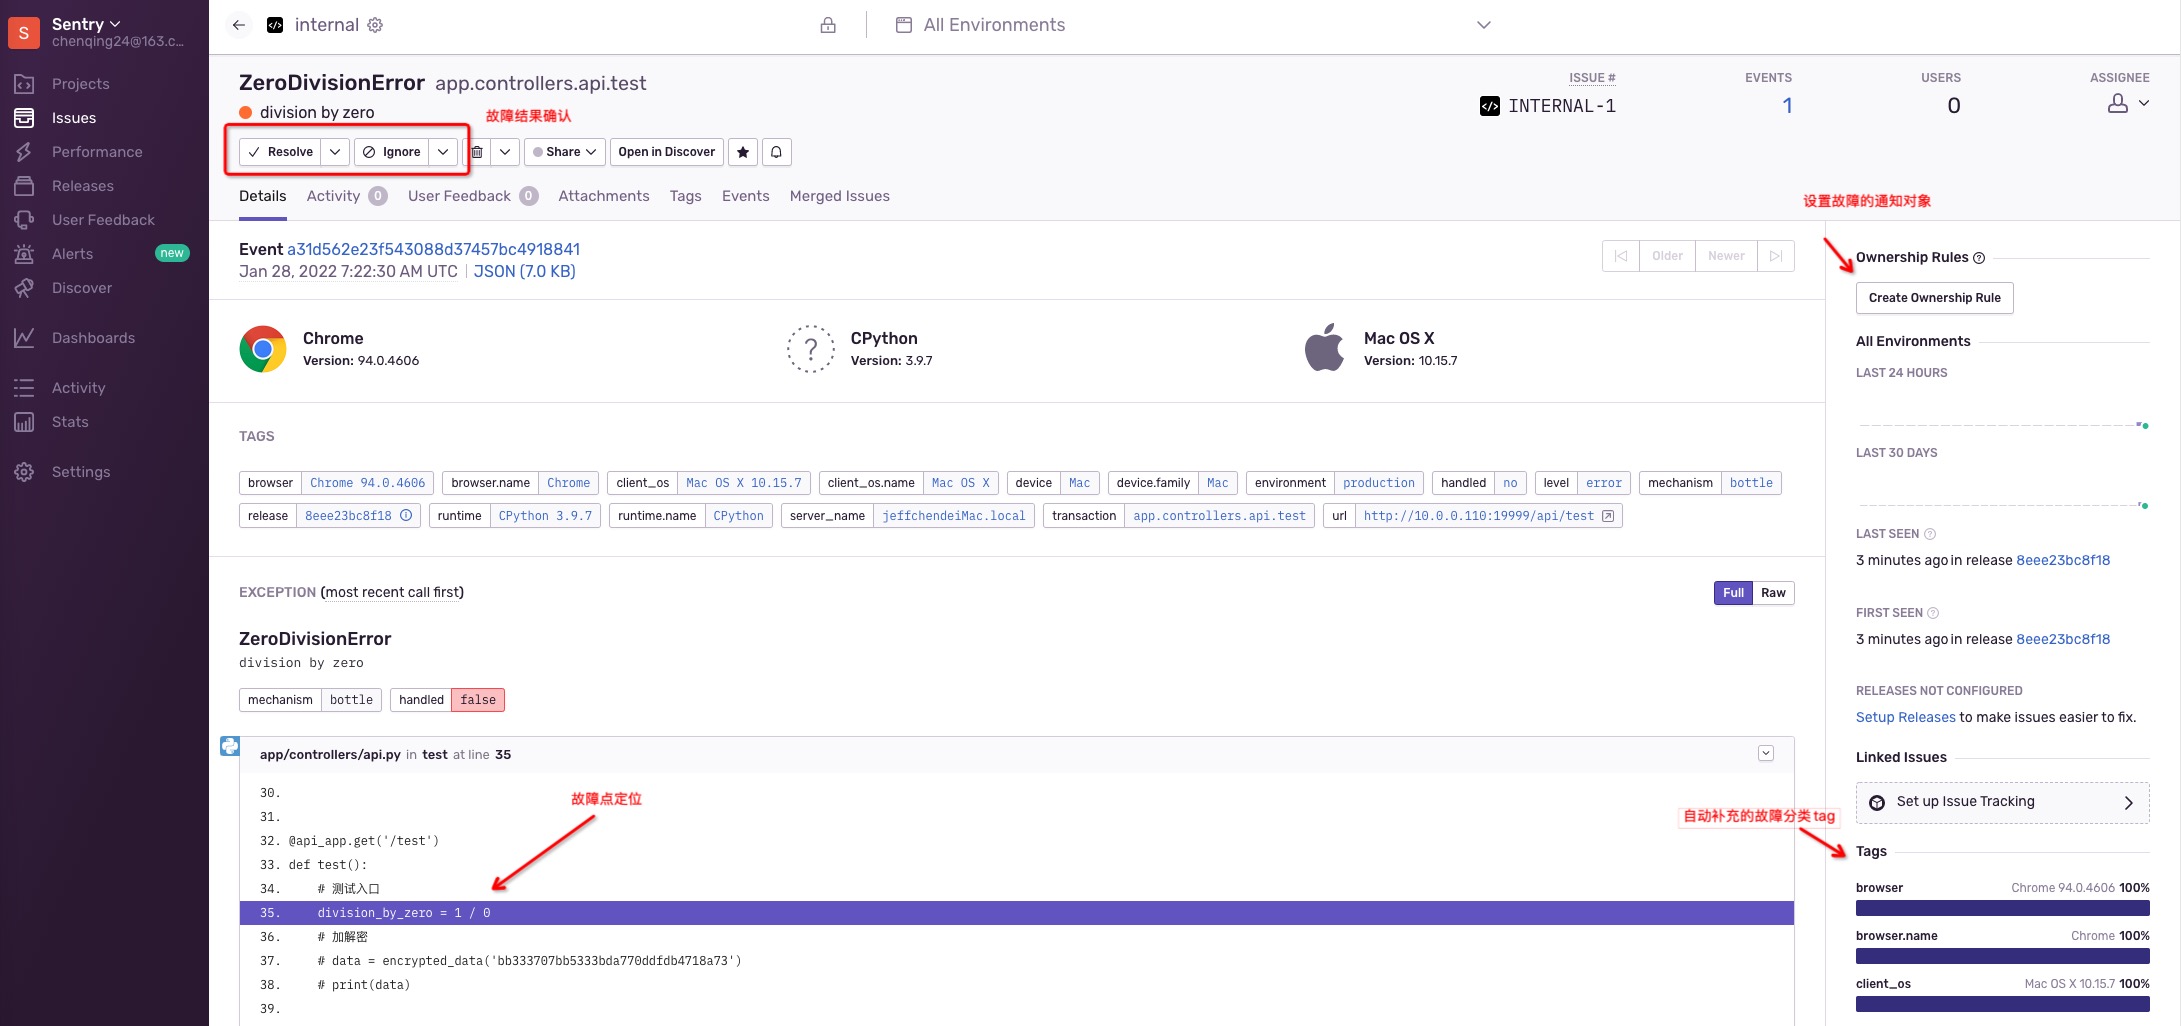 S
Sentry
chenqing24@163.c...
Projects
Issues
Performance
Releases
User Feedback
Alerts new
Discover
Dashboards
Activity
Stats
Settings
internal
All Environments
ZeroDivisionError app.controllers.api.test
division by zero
故障结果确认
ISSUE #
INTERNAL-1
EVENTS
1
USERS
0
ASSIGNEE
Resolve Ignore Share Open in Discover
Details Activity 0 User Feedback 0 Attachments Tags Events Merged Issues
设置故障的通知对象
Event a31d562e23f543088d37457bc4918841
Jan 28, 2022 7:22:30 AM UTC JSON (7.0 KB)
Older Newer
Chrome
Version: 94.0.4606
CPython
Version: 3.9.7
Mac OS X
Version: 10.15.7
TAGS
browser Chrome 94.0.4606 browser.name Chrome client_os Mac OS X 10.15.7 client_os.name Mac OS X device Mac device.family Mac environment production handled no level error mechanism bottle
release 8eee23bc8f18 runtime CPython 3.9.7 runtime.name CPython server_name jeffchendeiMac.local transaction app.controllers.api.test url http://10.0.0.110:19999/api/test
EXCEPTION (most recent call first)
Full Raw
ZeroDivisionError
division by zero
mechanism bottle handled false
app/controllers/api.py in test at line 35
故障点定位
30.
31.
32. @api_app.get('/test')
33. def test():
34. # 测试入口
35. division_by_zero = 1 / 0
36. # 加解密
37. # data = encrypted_data('bb333707bb5333bda770ddfdb4718a73')
38. # print(data)
39.
Ownership Rules ?
Create Ownership Rule
All Environments
LAST 24 HOURS
LAST 30 DAYS
LAST SEEN ?
3 minutes ago in release 8eee23bc8f18
FIRST SEEN ?
3 minutes ago in release 8eee23bc8f18
RELEASES NOT CONFIGURED
Setup Releases to make issues easier to fix.
Linked Issues
Set up Issue Tracking
自动补充的故障分类tag
Tags
browser Chrome 94.0.4606 100%
browser.name Chrome 100%
client_os Mac OS X 10.15.7 100%